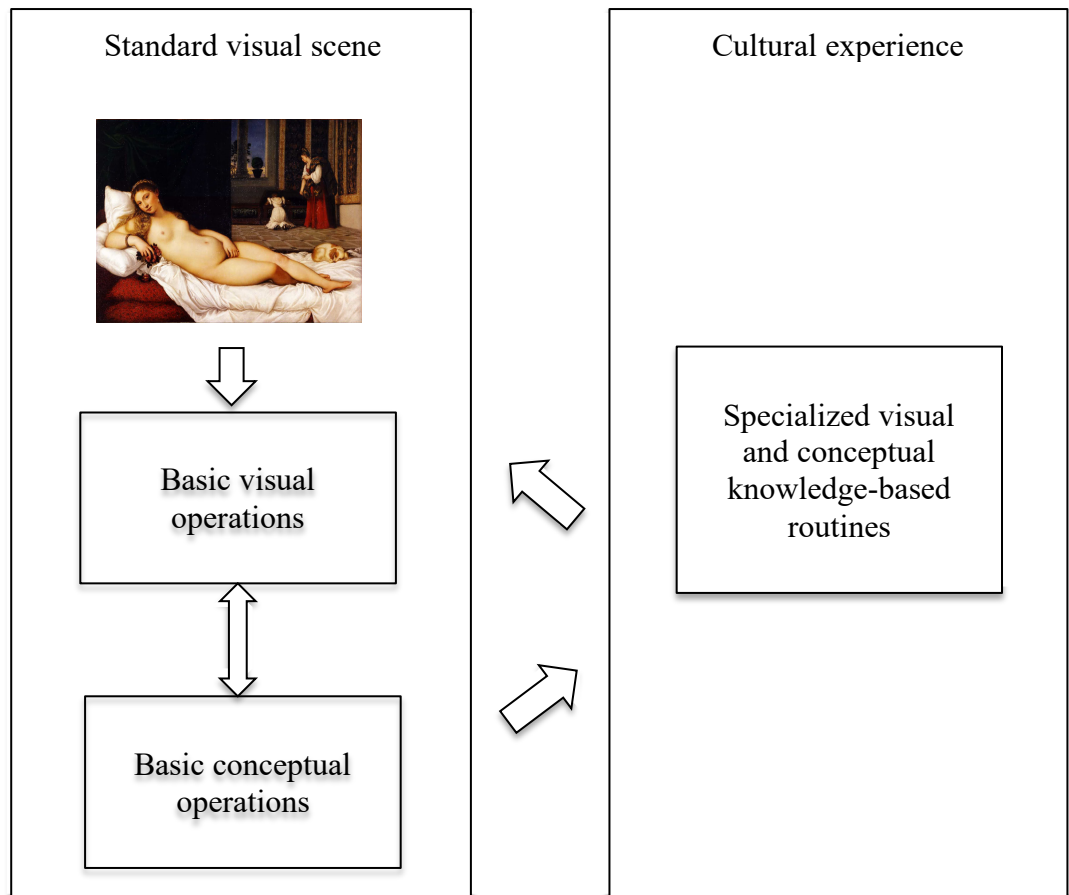 Standard visual scene
Basic visual
operations
Basic conceptual
operations
Cultural experience
Specialized visual
and conceptual
knowledge-based
routines